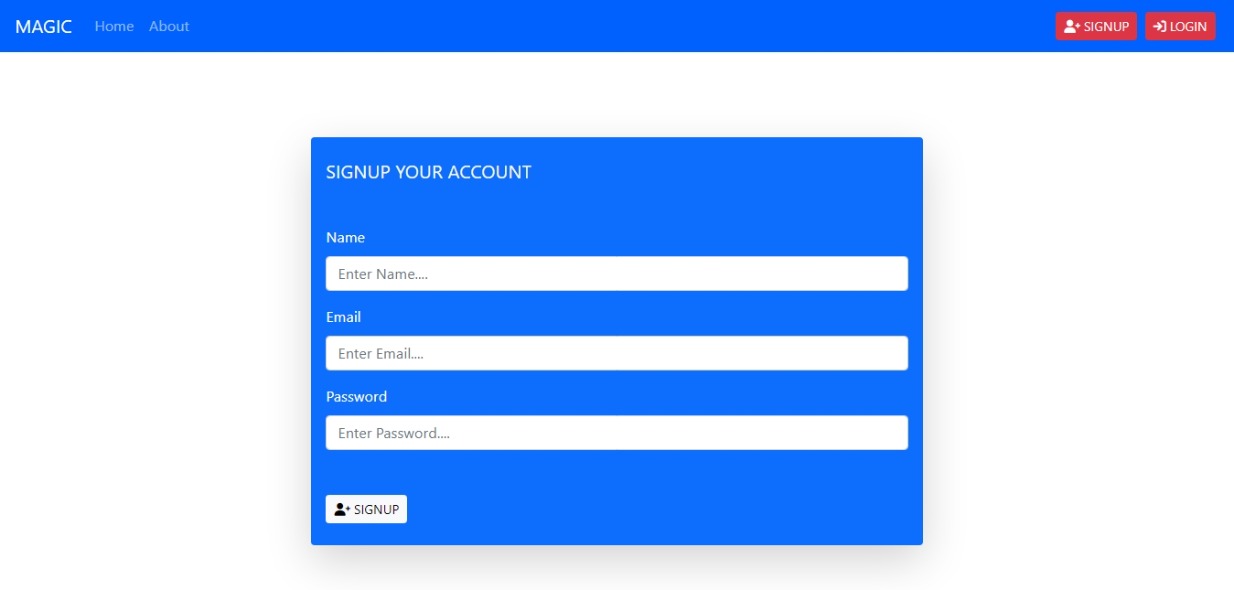 MAGIC Home About SIGNUP LOGIN
SIGNUP YOUR ACCOUNT
Name
Enter Name....
Email
Enter Email....
Password
Enter Password....
SIGNUP